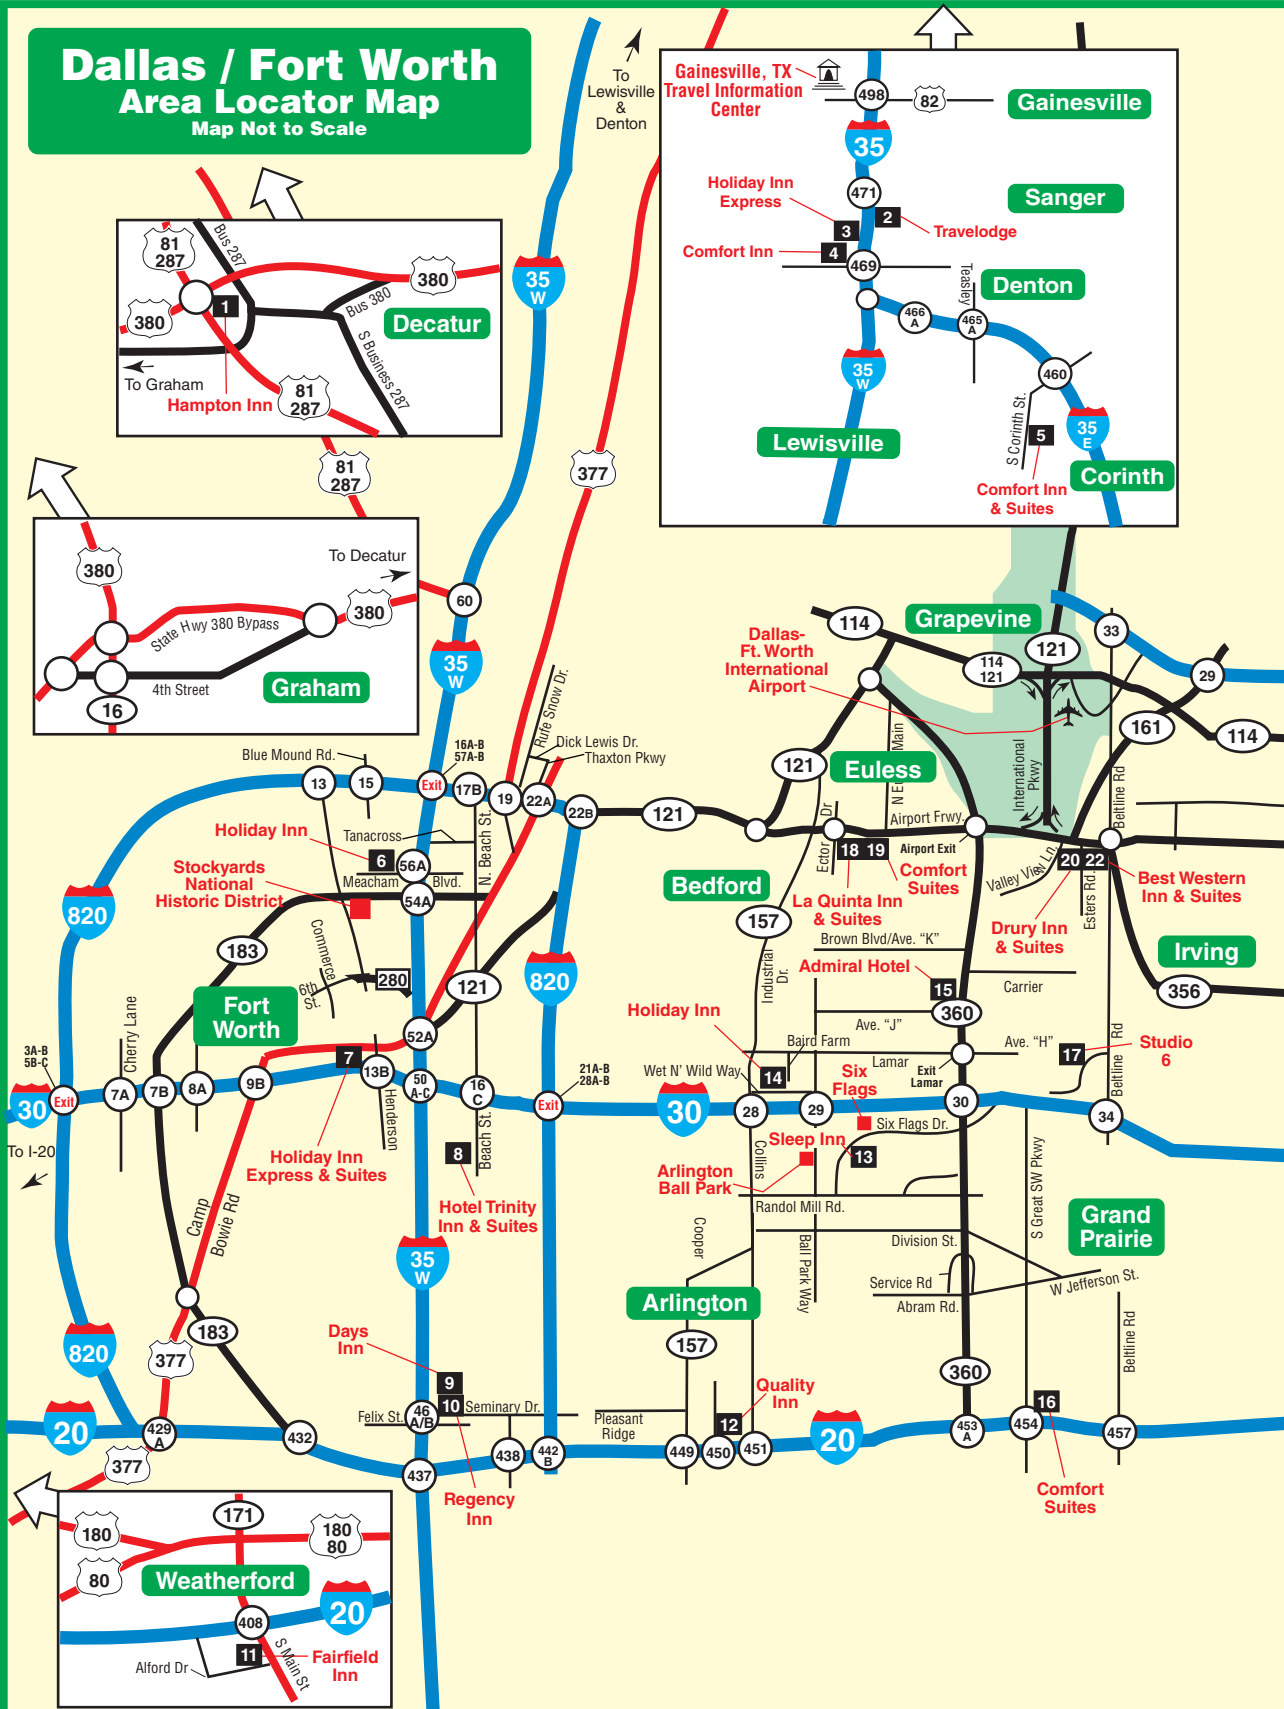 Dallas / Fort Worth
Area Locator Map
Map Not to Scale
To
Lewisville
&
Denton
Gainesville, TX
Travel Information
Center
498
82
Gainesville
35
Holiday Inn
Express
471
Sanger
2
3
Travelodge
Comfort Inn
4
469
Teasley
Denton
466
A
465
A
35
W
460
S Corinth St.
5
35
E
Lewisville
Corinth
Comfort Inn
& Suites
81
287
Bus 287
380
1
380
Bus 380
Decatur
S Business 287
To Graham
Hampton Inn
81
287
35
W
81
287
377
380
To Decatur
380
State Hwy 380 Bypass
4th Street
Graham
16
60
35
W
114
Grapevine
33
Dallas-
Ft. Worth
International
Airport
121
114
121
29
161
114
121
Euless
N E Main
International
Pkwy
Beltline Rd
Rufe Snow Dr.
Dick Lewis Dr.
Thaxton Pkwy
16A-B
57A-B
Blue Mound Rd.
13
15
Exit
17B
19
22A
22B
121
Holiday Inn
Tanacross
6
56A
Meacham
Blvd.
N. Beach St.
Stockyards
National
Historic District
54A
820
183
Commerce
280
6th
St.
121
820
Fort
Worth
52A
Ector Dr
Airport Frwy.
Airport Exit
18
19
Comfort
Suites
Bedford
La Quinta Inn
& Suites
157
Valley View Ln.
20
22
Esters Rd.
Best Western
Inn & Suites
Drury Inn
& Suites
Irving
356
Brown Blvd/Ave. “K”
Industrial
Dr.
Admiral Hotel
15
Carrier
360
Ave. “J”
Holiday Inn
Baird Farm
Lamar
Ave. “H”
17
Studio
6
Exit
Lamar
Wet N’ Wild Way
14
Six
Flags
Beltline Rd
3A-B
5B-C
Cherry Lane
Exit
30
7A
7B
8A
9B
7
13B
Henderson
50
A-C
16
C
21A-B
28A-B
Exit
30
28
29
30
34
Six Flags Dr.
Sleep Inn
13
To I-20
Holiday Inn
Express & Suites
8
Beach St.
Hotel Trinity
Inn & Suites
Collins
Arlington
Ball Park
Randol Mill Rd.
S Great SW Pkwy
Grand
Prairie
Camp
Bowie Rd
35
W
Cooper
Division St.
Ball Park Way
Service Rd
Abram Rd.
W Jefferson St.
Arlington
183
820
377
Days
Inn
157
360
Beltline Rd
9
10
Quality
Inn
16
20
429
A
432
Felix St.
46
A/B
Seminary Dr.
Pleasant
Ridge
12
20
453
A
454
457
377
437
438
442
B
449
450
451
Regency
Inn
Comfort
Suites
171
180
180
80
80
Weatherford
20
408
11
Fairfield
Inn
Alford Dr
S Main St